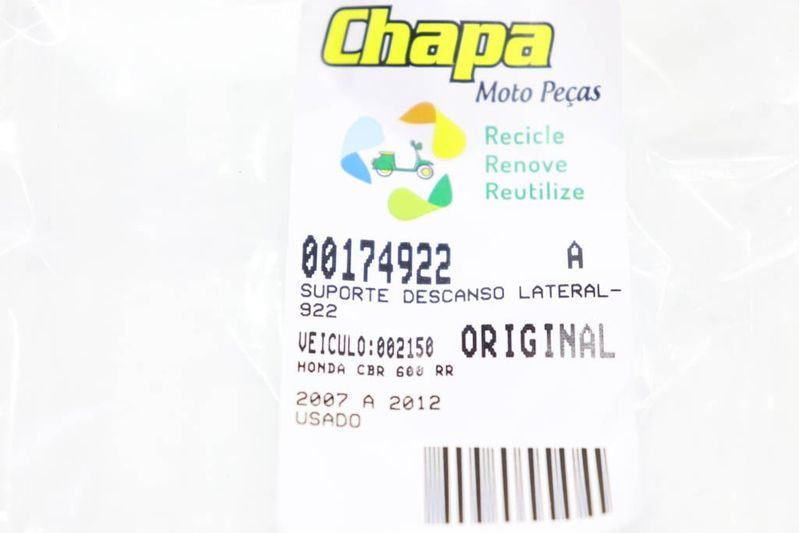 Chapa
Moto Peças
Recicle
Renove
Reutilize
00174922 A
SUPORTE DESCANSO LATERAL-
922
VEICULO:002150 ORIGINAL
HONDA CBR 600 RR
2007 A 2012
USADO